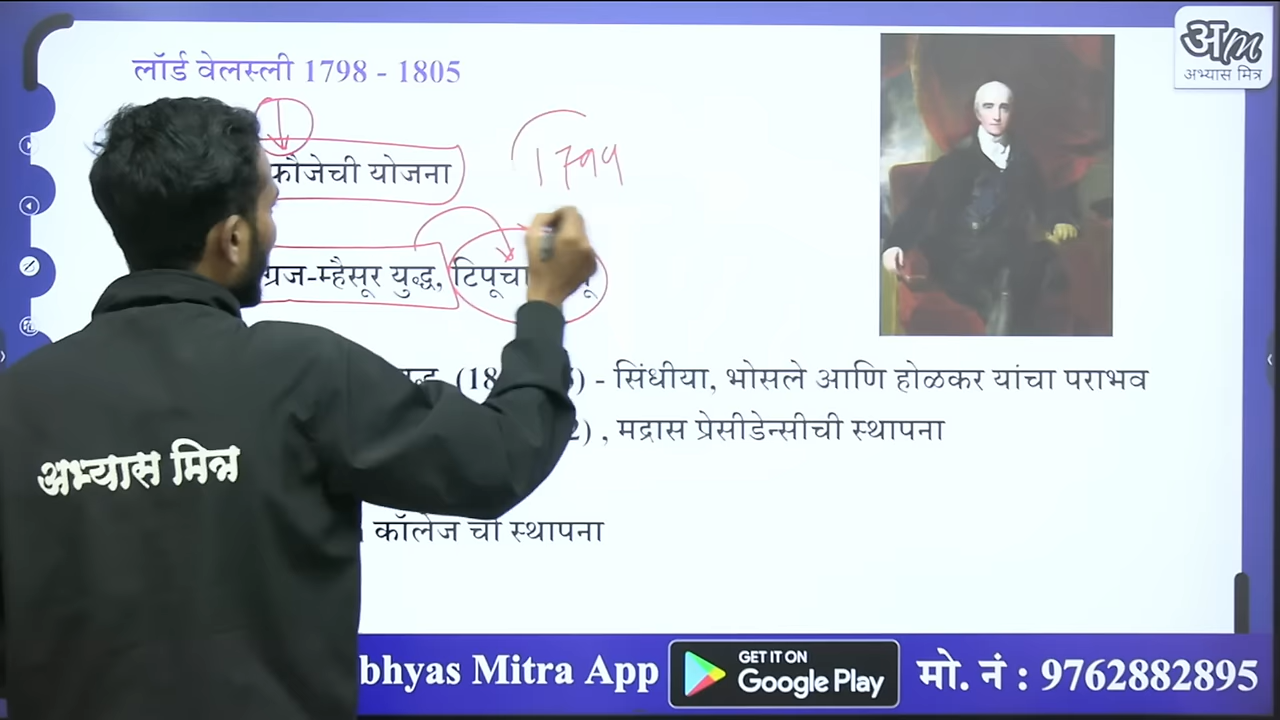 अm
अभ्यास मित्र
लॉर्ड वेलस्ली 1798 - 1805
फौजेची योजना
1799
ग्रज-म्हैसूर युद्ध, टिपूचा
- सिंधीया, भोसले आणि होळकर यांचा पराभव
, मद्रास प्रेसीडेन्सीची स्थापना
अभ्यास मित्र
कॉलेज ची स्थापना
bhyas Mitra App
GET IT ON
Google Play
मो. नं : 9762882895